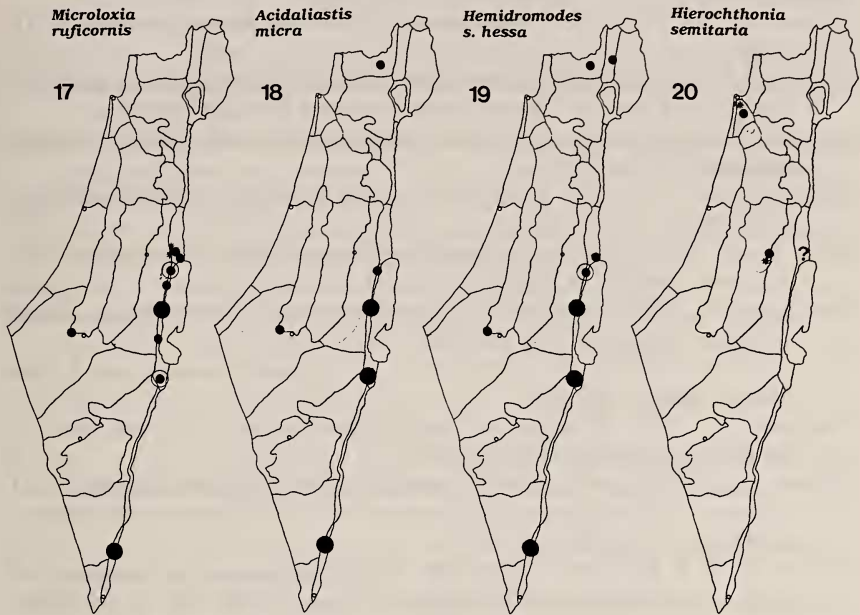 Microloxia
ruficornis
17
Acidaliastis
micra
18
Hemidromodes
s. hessa
19
Hierochthonia
semitaria
20
?